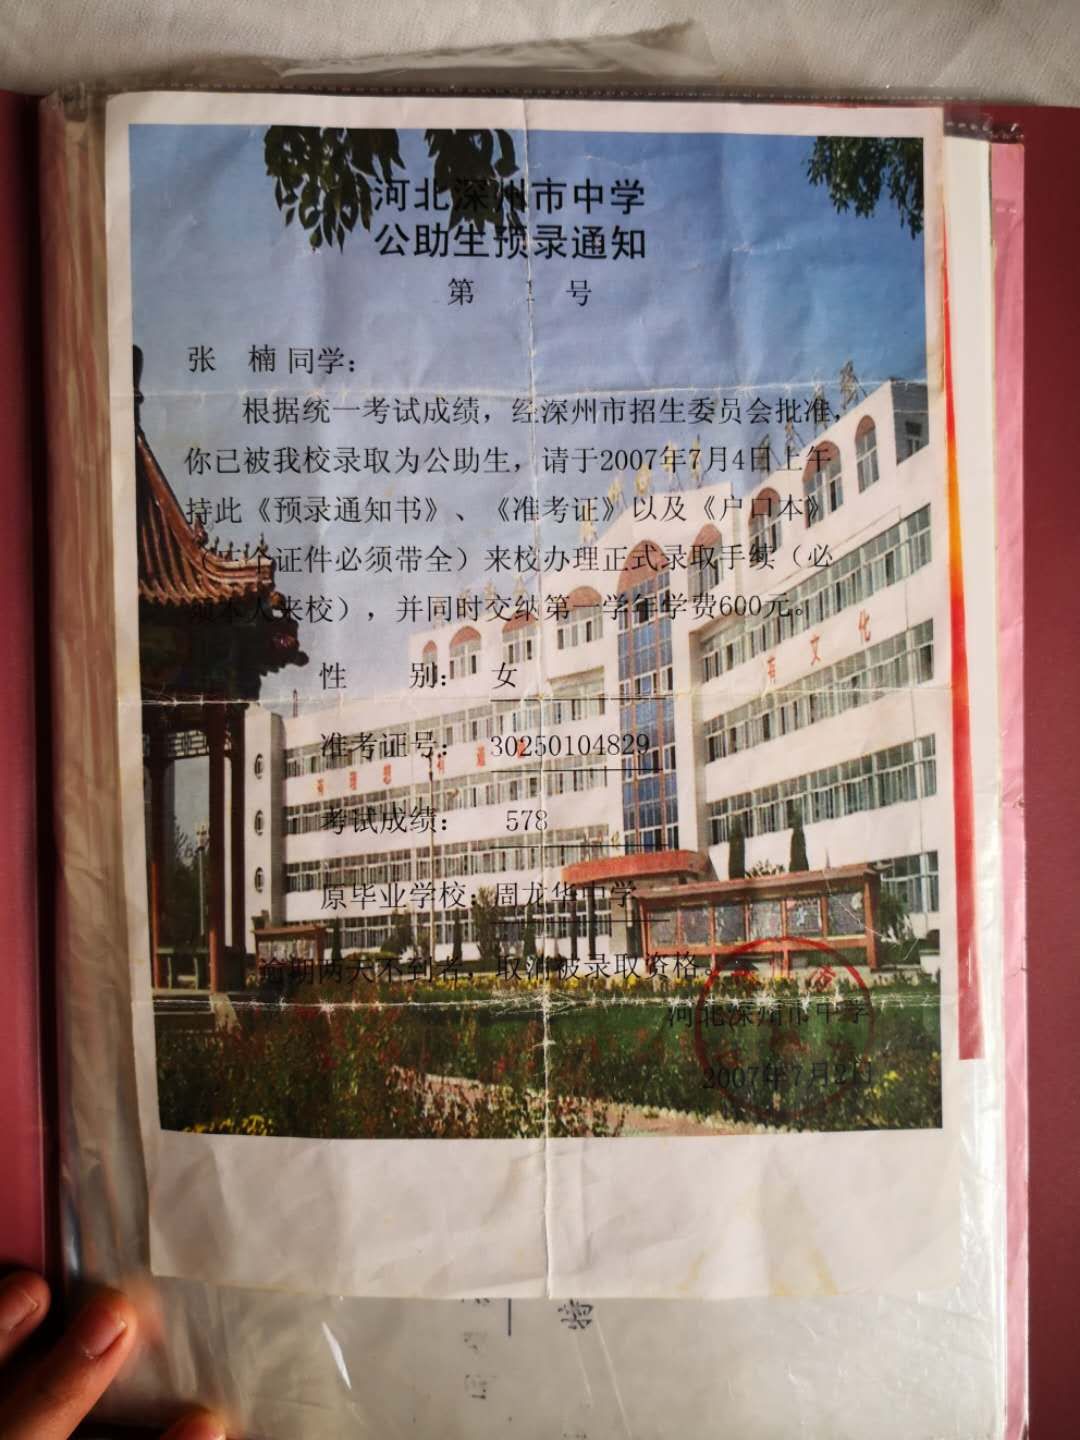 河北深州市中学
公助生预录通知
第 号
张 楠 同学：
根据统一考试成绩，经深州市招生委员会批准，
你已被我校录取为公助生，请于2007年7月4日上午
持此《预录通知书》、《准考证》以及《户口本》
（三个证件必须带全）来校办理正式录取手续（必
须本人来校），并同时交纳第一学年学费600元。
性 别： 女
准考证号： 30250104829
考试成绩： 578
原毕业学校：周龙华中学
逾期两天不到者，取消被录取资格。
河北深州市中学
2007年7月2日
有理想
有文化